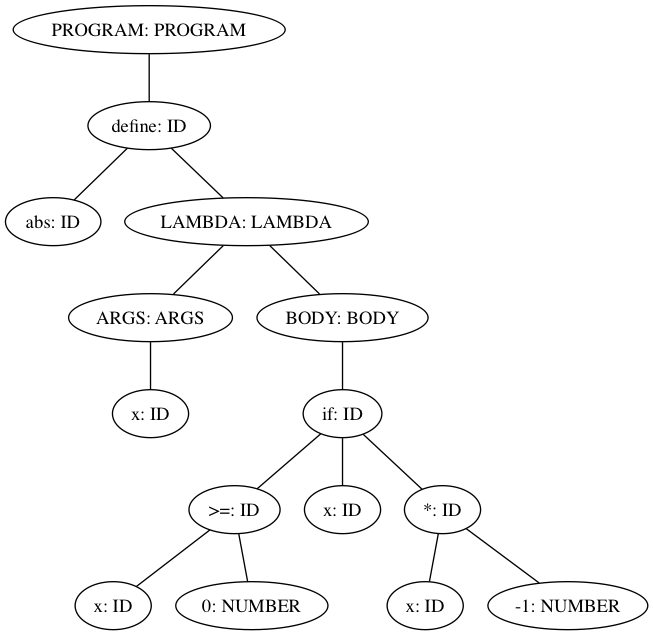 PROGRAM: PROGRAM
define: ID
abs: ID
LAMBDA: LAMBDA
ARGS: ARGS
BODY: BODY
x: ID
if: ID
>=: ID
x: ID
*: ID
x: ID
0: NUMBER
x: ID
-1: NUMBER